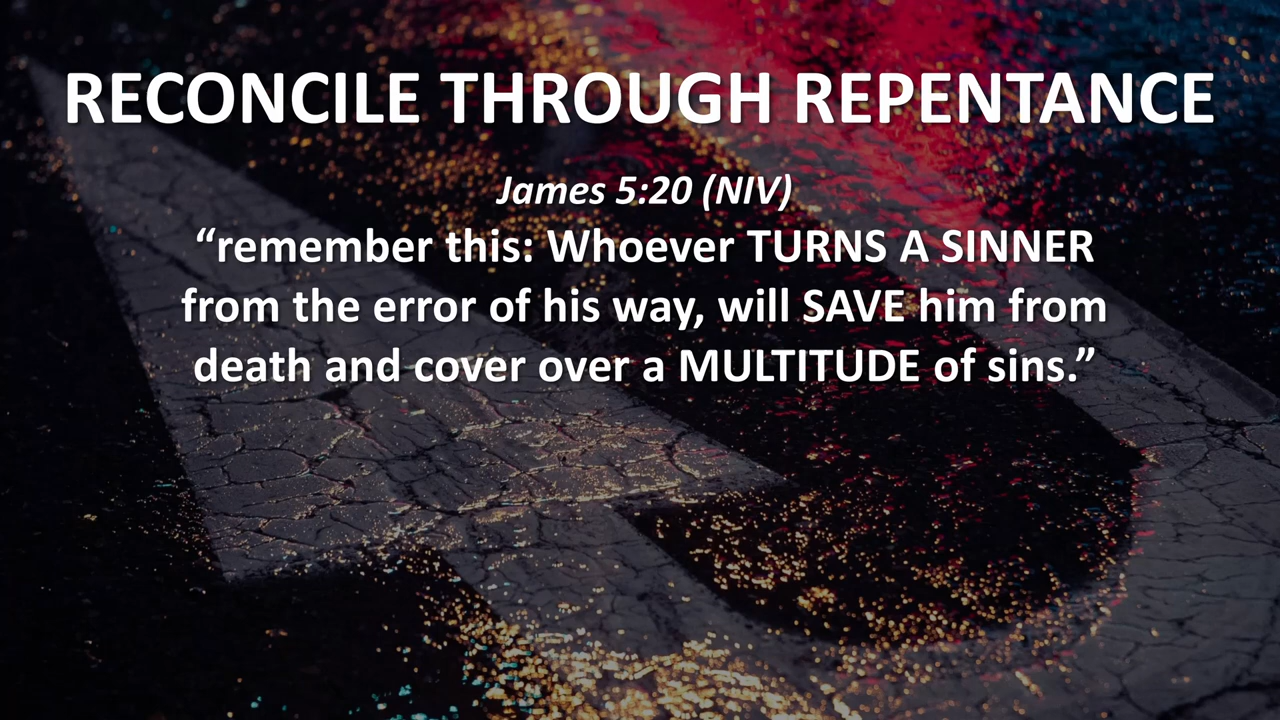 RECONCILE THROUGH REPENTANCE
James 5:20 (NIV)
“remember this: Whoever TURNS A SINNER
from the error of his way, will SAVE him from
death and cover over a MULTITUDE of sins.”